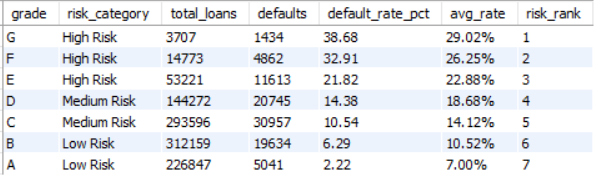 grade risk_category total_loans defaults default_rate_pct avg_rate risk_rank
G High Risk 3707 1434 38.68 29.02% 1
F High Risk 14773 4862 32.91 26.25% 2
E High Risk 53221 11613 21.82 22.88% 3
D Medium Risk 144272 20745 14.38 18.68% 4
C Medium Risk 293596 30957 10.54 14.12% 5
B Low Risk 312159 19634 6.29 10.52% 6
A Low Risk 226847 5041 2.22 7.00% 7